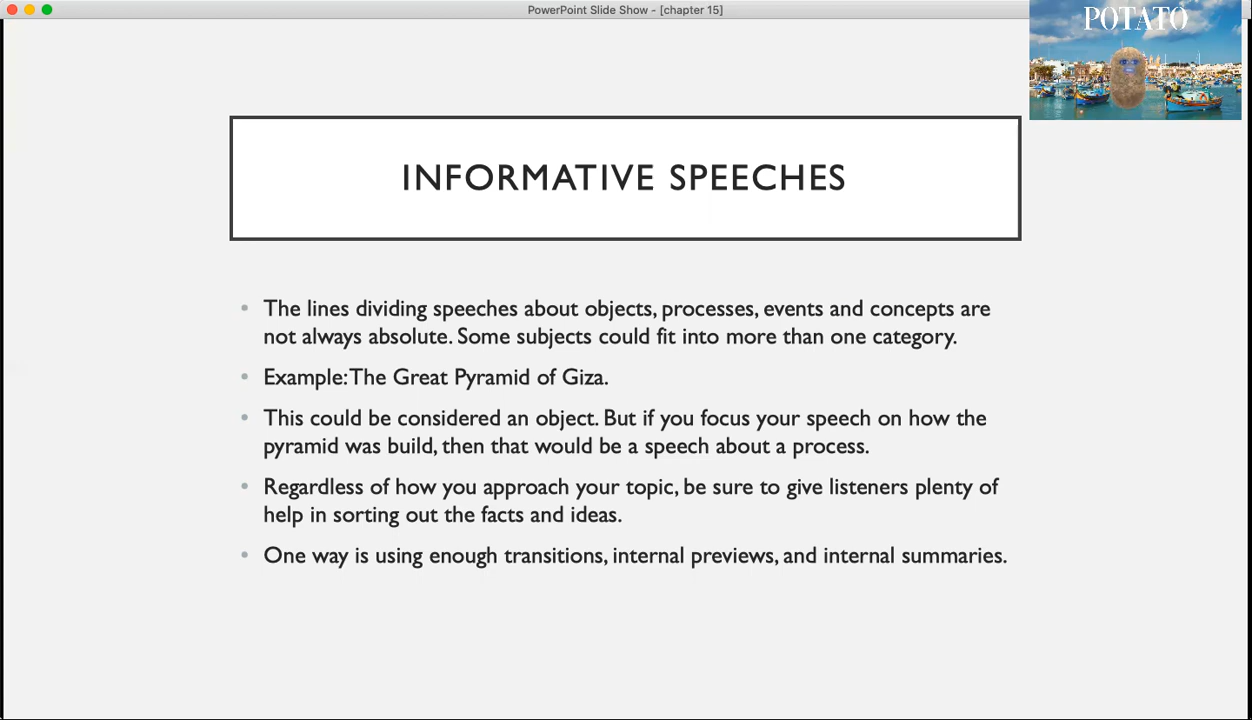 PowerPoint Slide Show - [chapter 15]
POTATO
INFORMATIVE SPEECHES
• The lines dividing speeches about objects, processes, events and concepts are
not always absolute. Some subjects could fit into more than one category.
• Example: The Great Pyramid of Giza.
• This could be considered an object. But if you focus your speech on how the
pyramid was build, then that would be a speech about a process.
• Regardless of how you approach your topic, be sure to give listeners plenty of
help in sorting out the facts and ideas.
• One way is using enough transitions, internal previews, and internal summaries.